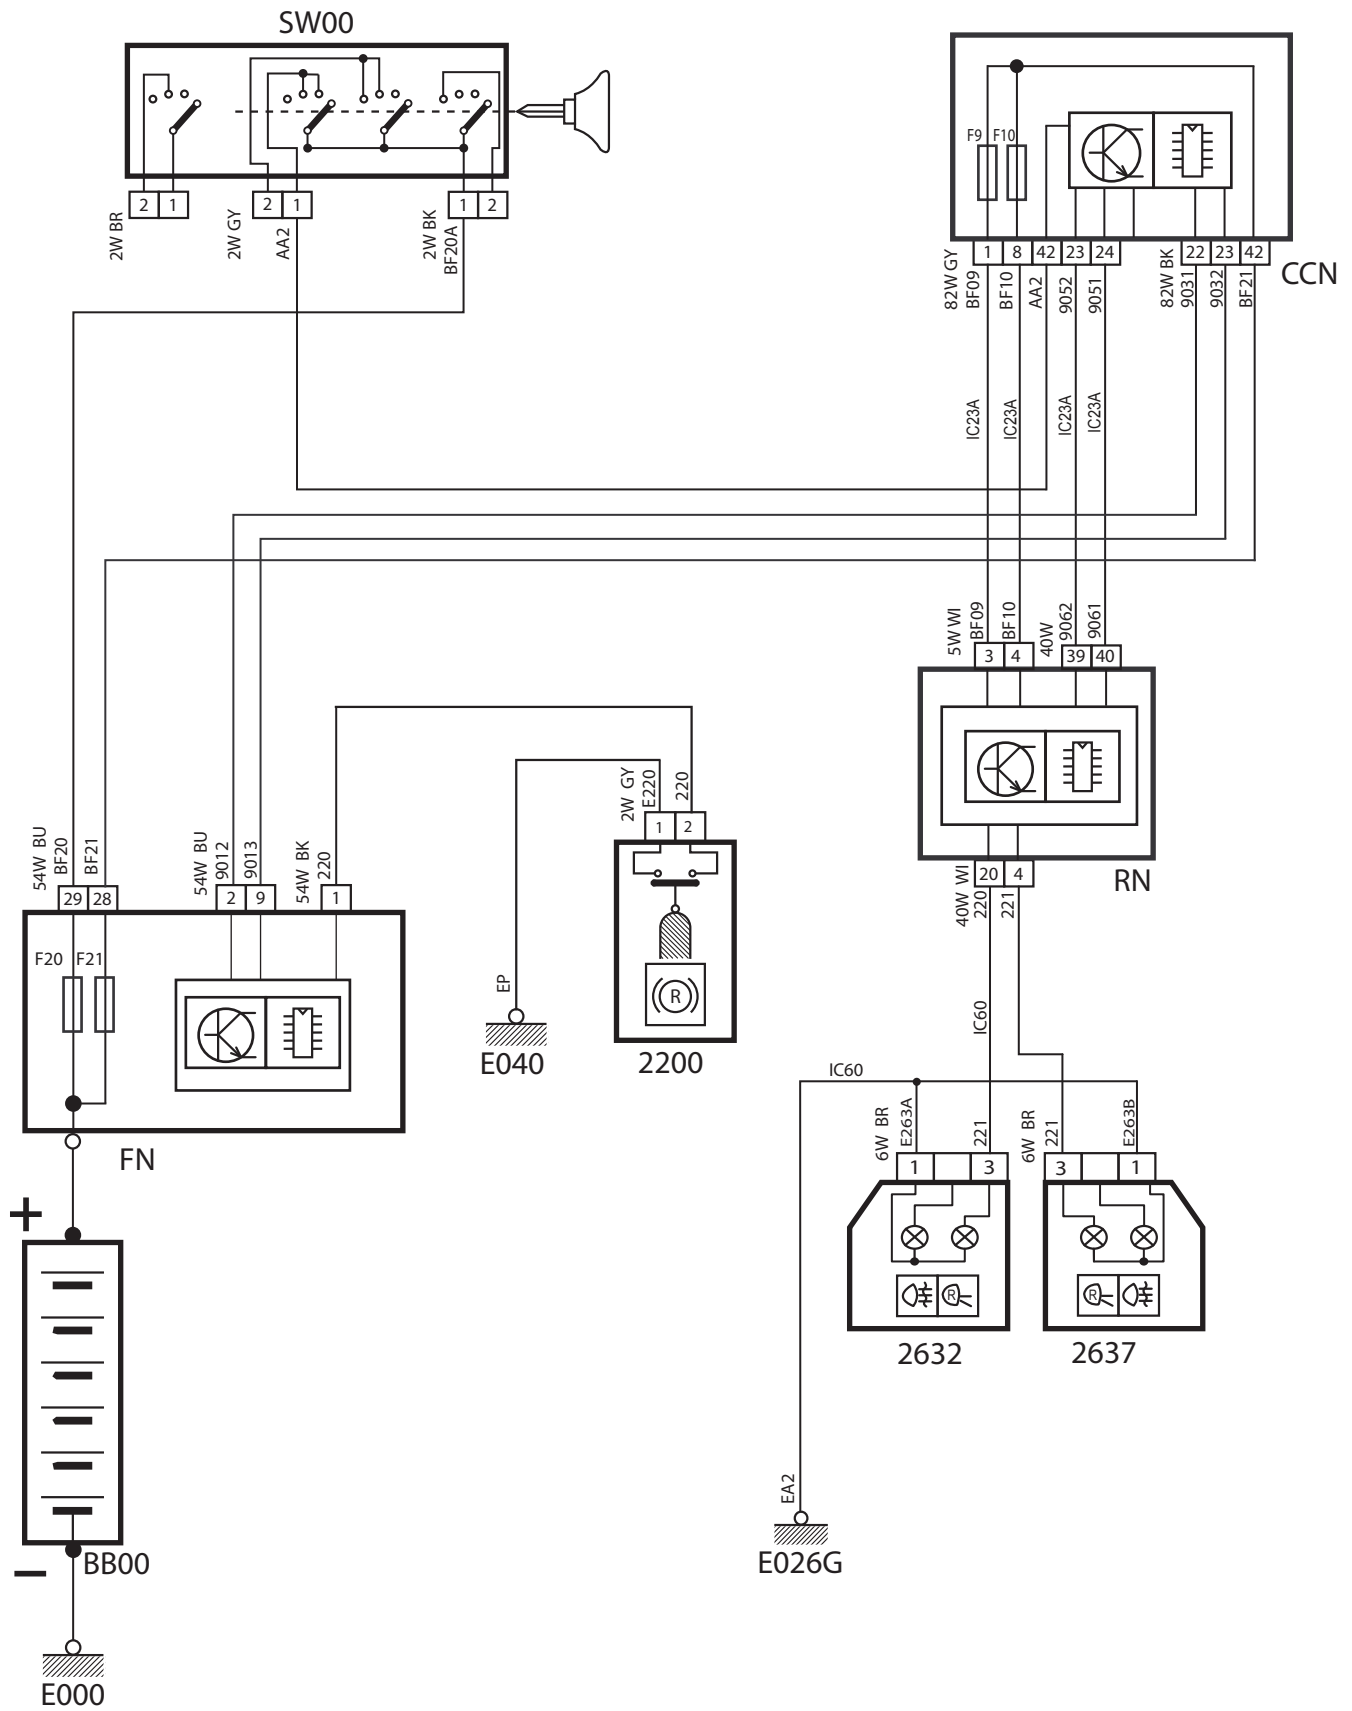 SW00
2 1
2 1
1 2
2W BR
2W GY
AA2
2W BK
BF20A
F9 F10
1 8 42 23 24
22 23 42
CCN
82W GY
BF09
BF10
AA2
9052
9051
82W BK
9031
9032
BF21
IC23A
IC23A
IC23A
IC23A
5W WI
BF09
BF10
40W
9062
9061
3 4
39 40
RN
20 4
40W WI
220
221
2W GY
E220
220
1 2
R
2200
EP
E040
54W BU
BF20
BF21
54W BU
9012
9013
54W BK
220
29 28
2 9
1
F20 F21
FN
+
BB00
–
E000
IC60
IC60
6W BR
E263A
221
6W BR
221
E263B
1 3
3 1
R
R
2632
2637
EA2
E026G